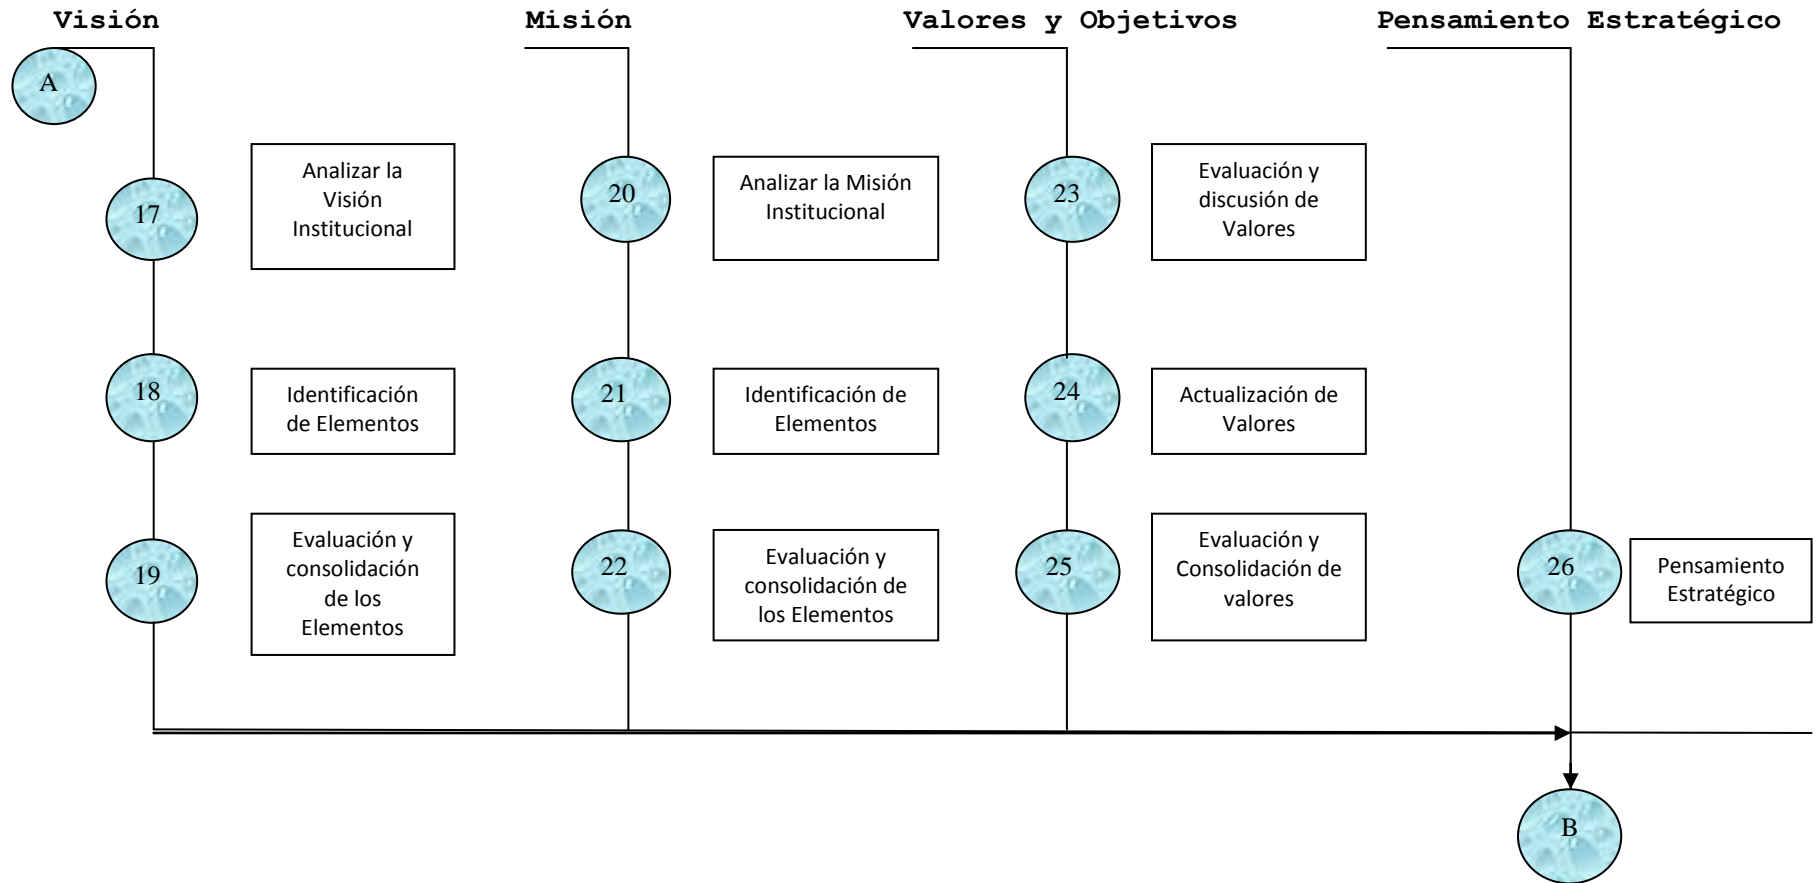 Visión
Misión
Valores y Objetivos
Pensamiento Estratégico
A
17
Analizar la
Visión
Institucional
20
Analizar la Misión
Institucional
23
Evaluación y
discusión de
Valores
18
Identificación
de Elementos
21
Identificación de
Elementos
24
Actualización de
Valores
19
Evaluación y
consolidación
de los
Elementos
22
Evaluación y
consolidación de
los Elementos
25
Evaluación y
Consolidación de
valores
26
Pensamiento
Estratégico
B